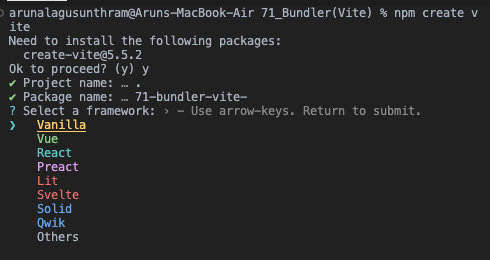 arunalagusunthram@Aruns-MacBook-Air 71_Bundler(Vite) % npm create v
ite
Need to install the following packages:
  create-vite@5.5.2
Ok to proceed? (y) y
✔ Project name: … .
✔ Package name: … 71-bundler-vite-
? Select a framework: › - Use arrow-keys. Return to submit.
❯   Vanilla
    Vue
    React
    Preact
    Lit
    Svelte
    Solid
    Qwik
    Others